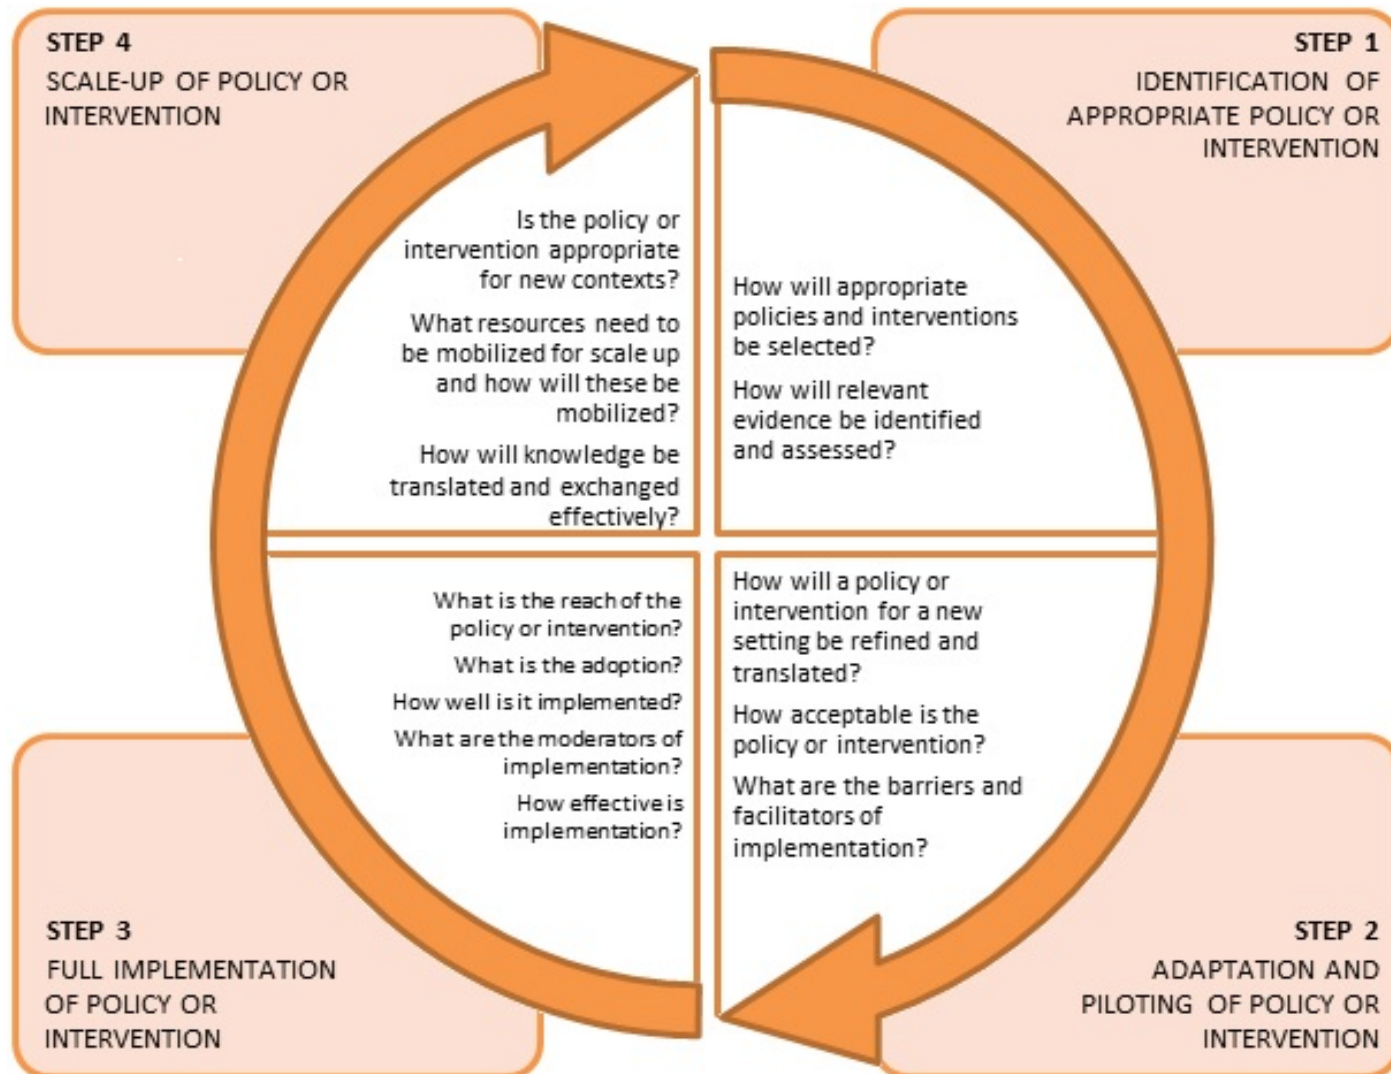 STEP 4
SCALE-UP OF POLICY OR
INTERVENTION
STEP 1
IDENTIFICATION OF
APPROPRIATE POLICY OR
INTERVENTION
Is the policy or
intervention appropriate
for new contexts?
What resources need to
be mobilized for scale up
and how will these be
mobilized?
How will knowledge be
translated and exchanged
effectively?
How will appropriate
policies and interventions
be selected?
How will relevant
evidence be identified
and assessed?
What is the reach of the
policy or intervention?
What is the adoption?
How well is it implemented?
What are the moderators of
implementation?
How effective is
implementation?
How will a policy or
intervention for a new
setting be refined and
translated?
How acceptable is the
policy or intervention?
What are the barriers and
facilitators of
implementation?
STEP 3
FULL IMPLEMENTATION
OF POLICY OR
INTERVENTION
STEP 2
ADAPTATION AND
PILOTING OF POLICY OR
INTERVENTION